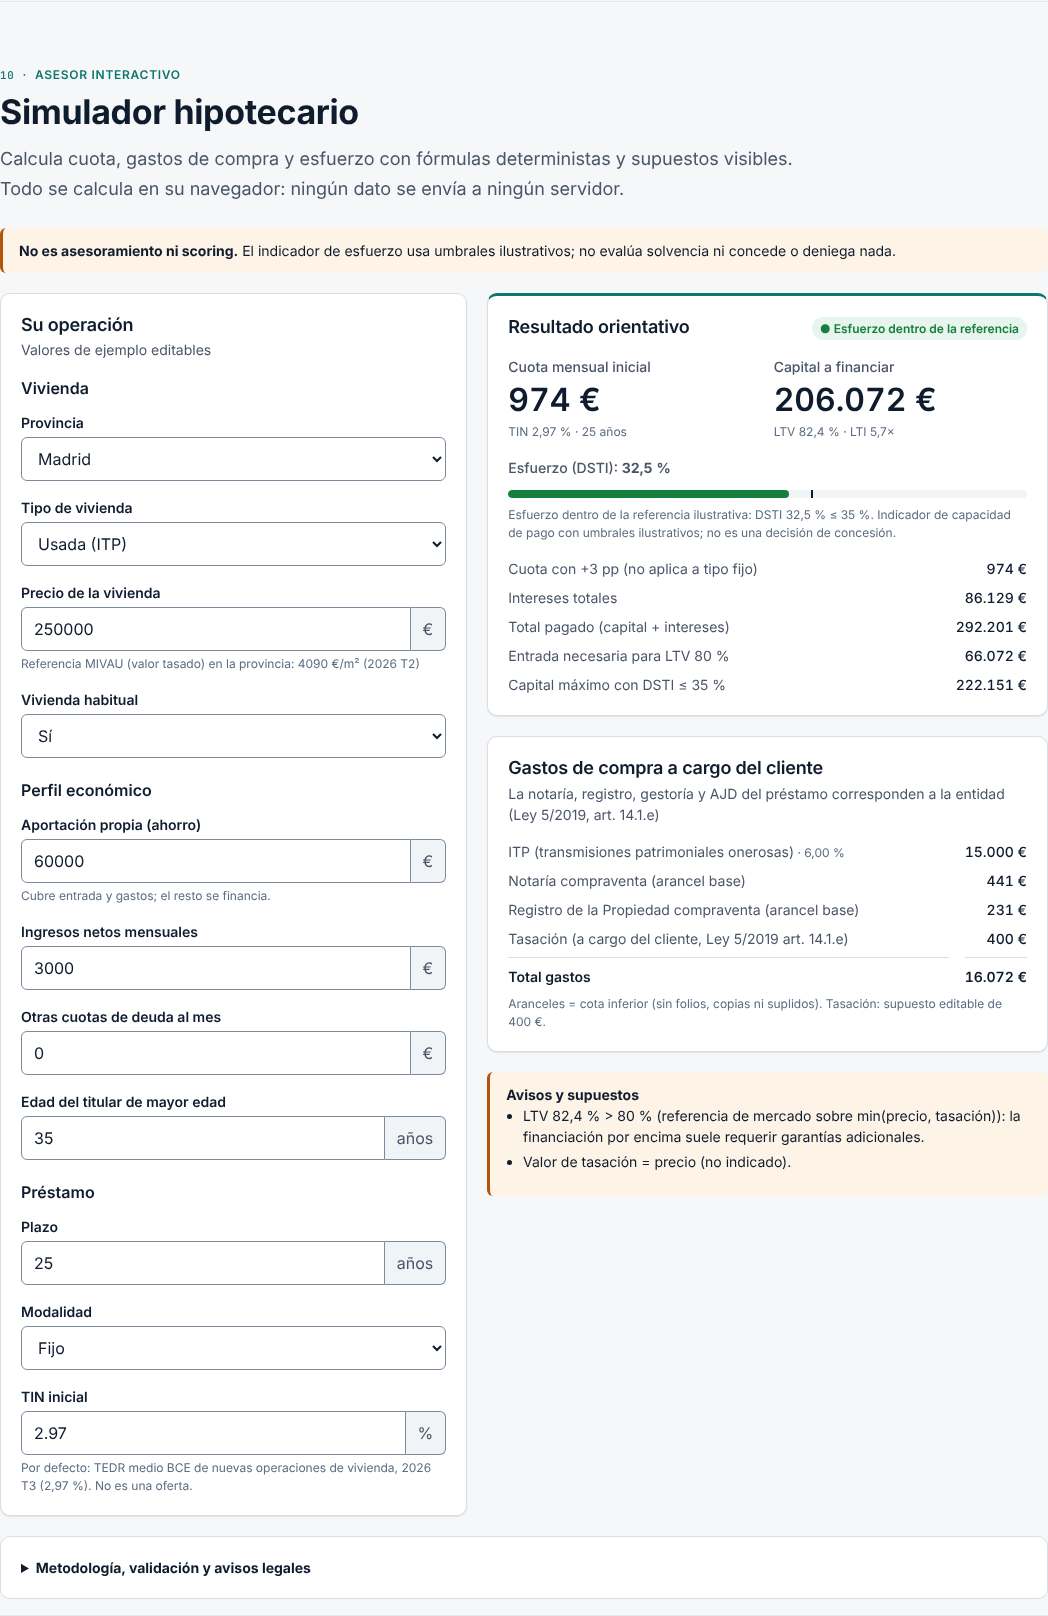 10 · ASESOR INTERACTIVO
Simulador hipotecario
Calcula cuota, gastos de compra y esfuerzo con fórmulas deterministas y supuestos visibles.
Todo se calcula en su navegador: ningún dato se envía a ningún servidor.
No es asesoramiento ni scoring. El indicador de esfuerzo usa umbrales ilustrativos; no evalúa solvencia ni concede o deniega nada.
Su operación
Valores de ejemplo editables
Vivienda
Provincia
Madrid
Tipo de vivienda
Usada (ITP)
Precio de la vivienda
250000 €
Referencia MIVAU (valor tasado) en la provincia: 4090 €/m² (2026 T2)
Vivienda habitual
Sí
Perfil económico
Aportación propia (ahorro)
60000 €
Cubre entrada y gastos; el resto se financia.
Ingresos netos mensuales
3000 €
Otras cuotas de deuda al mes
0 €
Edad del titular de mayor edad
35 años
Préstamo
Plazo
25 años
Modalidad
Fijo
TIN inicial
2.97 %
Por defecto: TEDR medio BCE de nuevas operaciones de vivienda, 2026
T3 (2,97 %). No es una oferta.
Resultado orientativo
Esfuerzo dentro de la referencia
Cuota mensual inicial
974 €
TIN 2,97 % · 25 años
Capital a financiar
206.072 €
LTV 82,4 % · LTI 5,7×
Esfuerzo (DSTI): 32,5 %
Esfuerzo dentro de la referencia ilustrativa: DSTI 32,5 % ≤ 35 %. Indicador de capacidad
de pago con umbrales ilustrativos; no es una decisión de concesión.
Cuota con +3 pp (no aplica a tipo fijo) 974 €
Intereses totales 86.129 €
Total pagado (capital + intereses) 292.201 €
Entrada necesaria para LTV 80 % 66.072 €
Capital máximo con DSTI ≤ 35 % 222.151 €
Gastos de compra a cargo del cliente
La notaría, registro, gestoría y AJD del préstamo corresponden a la entidad
(Ley 5/2019, art. 14.1.e)
ITP (transmisiones patrimoniales onerosas) · 6,00 % 15.000 €
Notaría compraventa (arancel base) 441 €
Registro de la Propiedad compraventa (arancel base) 231 €
Tasación (a cargo del cliente, Ley 5/2019 art. 14.1.e) 400 €
Total gastos 16.072 €
Aranceles = cota inferior (sin folios, copias ni suplidos). Tasación: supuesto editable de
400 €.
Avisos y supuestos
• LTV 82,4 % > 80 % (referencia de mercado sobre min(precio, tasación)): la
financiación por encima suele requerir garantías adicionales.
• Valor de tasación = precio (no indicado).
Metodología, validación y avisos legales